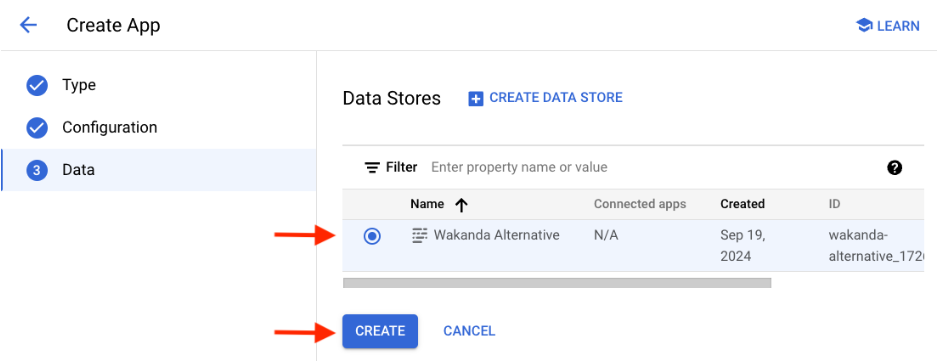 Create App
LEARN
Type
Configuration
3 Data
Data Stores
CREATE DATA STORE
Filter Enter property name or value
Name Connected apps Created ID
Wakanda Alternative N/A Sep 19, wakanda-
2024 alternative_172
CREATE CANCEL